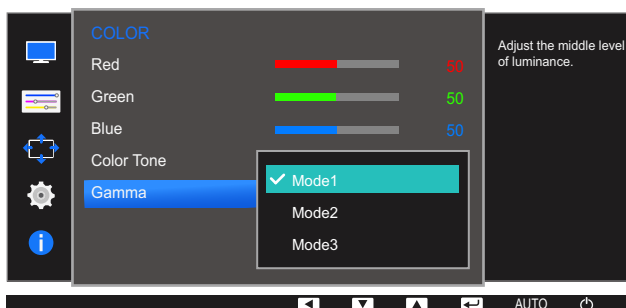 COLOR
Red 50
Green 50
Blue 50
Color Tone
Gamma
Mode1
Mode2
Mode3
Adjust the middle level
of luminance.
AUTO